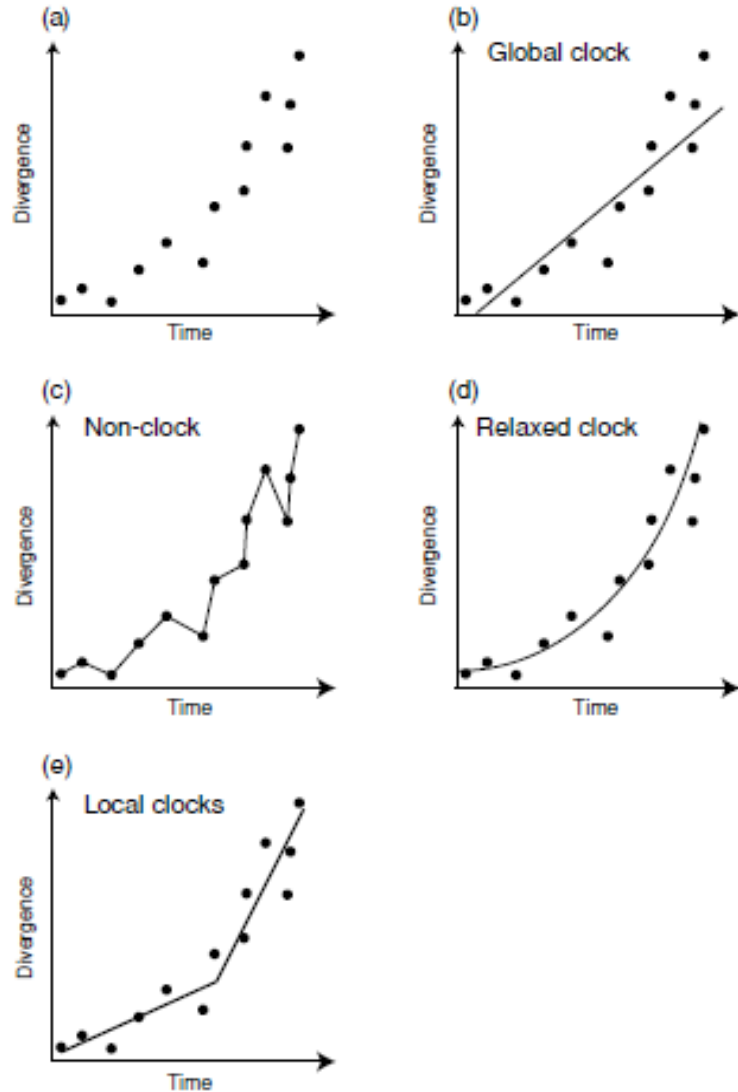 (a)
Divergence
Time
(b)
Global clock
Divergence
Time
(c)
Non-clock
Divergence
Time
(d)
Relaxed clock
Divergence
Time
(e)
Local clocks
Divergence
Time